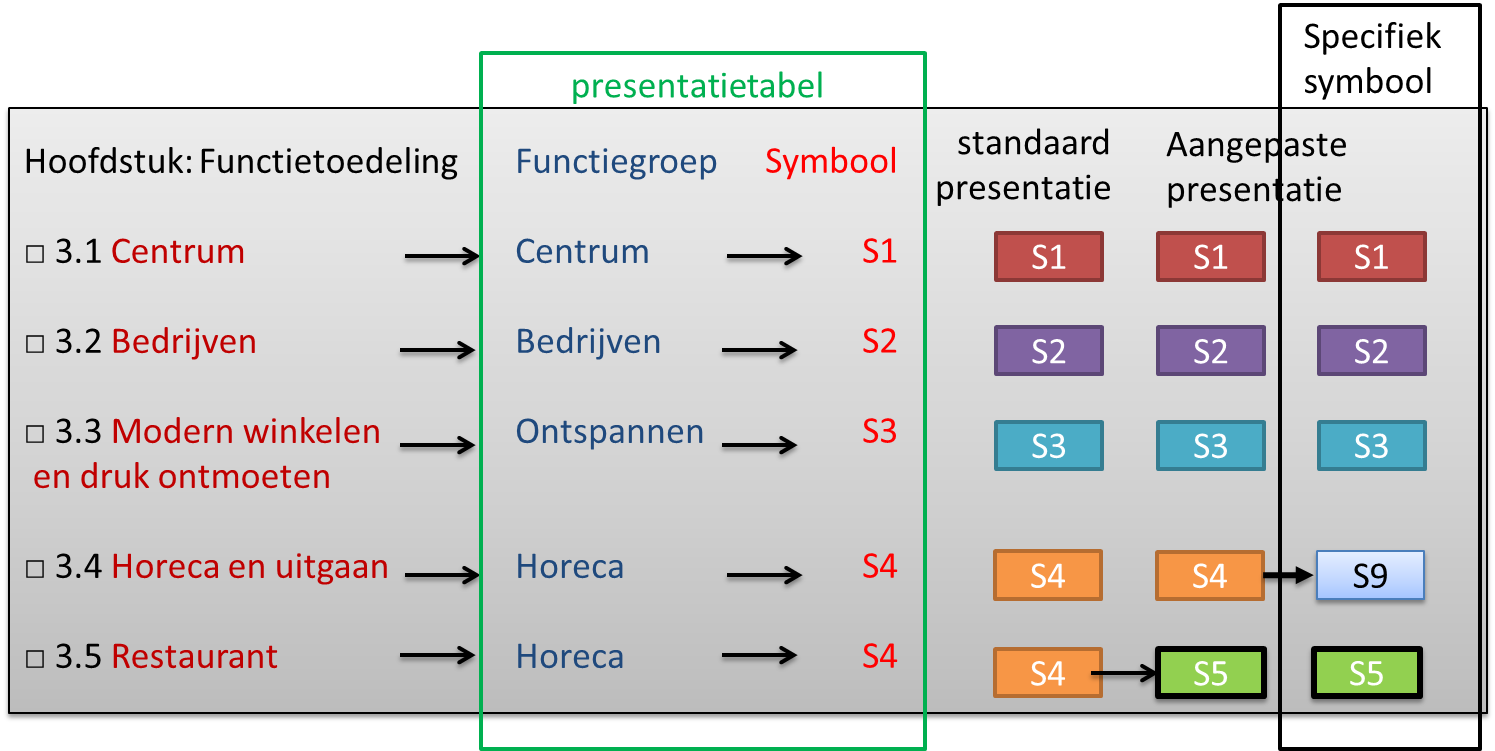 Specifiek
symbool
presentatietabel
Hoofdstuk: Functietoedeling Functiegroep Symbool standaard presentatie Aangepaste presentatie
□ 3.1 Centrum Centrum S1 S1 S1 S1
□ 3.2 Bedrijven Bedrijven S2 S2 S2 S2
□ 3.3 Modern winkelen Ontspannen S3 S3 S3 S3
en druk ontmoeten
□ 3.4 Horeca en uitgaan Horeca S4 S4 S4 S9
□ 3.5 Restaurant Horeca S4 S4 S5 S5